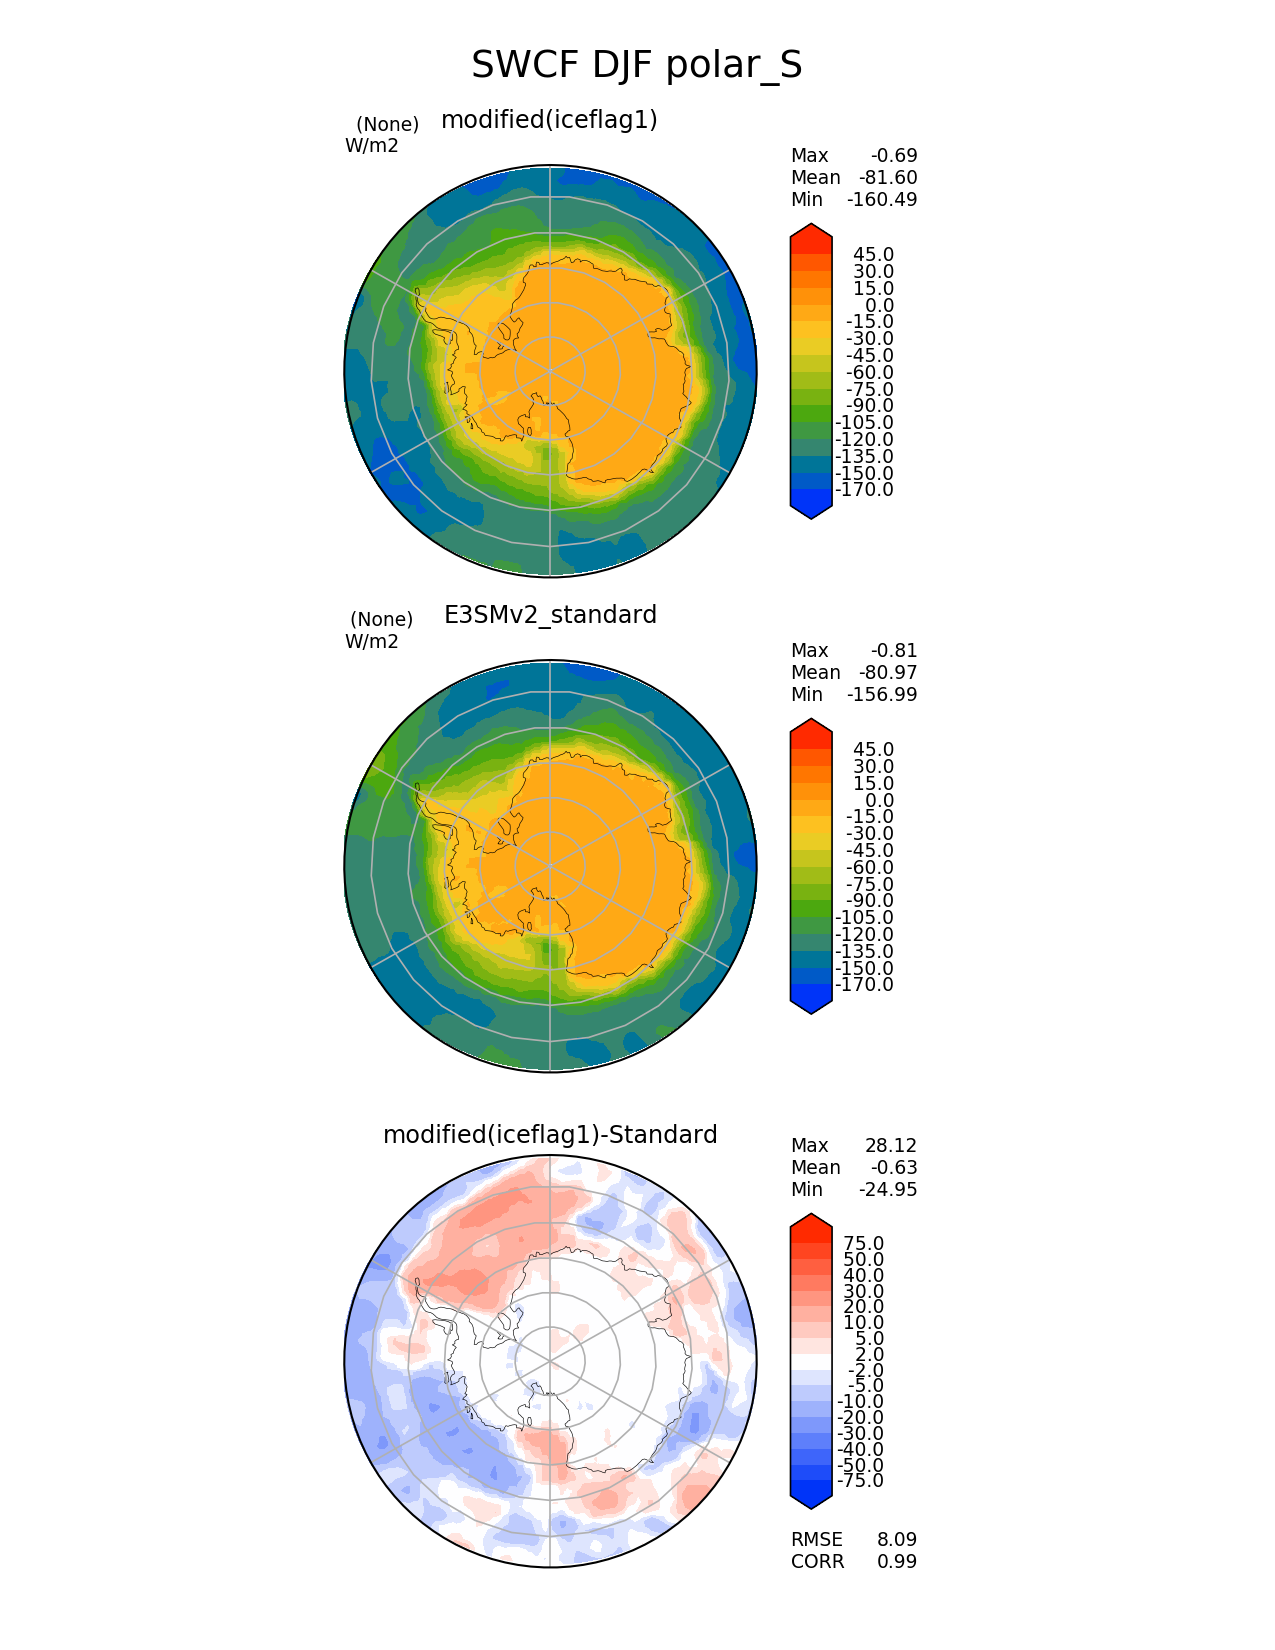 SWCF DJF polar_S
(None) modified(iceflag1)
W/m2
Max -0.69
Mean -81.60
Min -160.49
45.0
30.0
15.0
0.0
-15.0
-30.0
-45.0
-60.0
-75.0
-90.0
-105.0
-120.0
-135.0
-150.0
-170.0
(None) E3SMv2_standard
W/m2
Max -0.81
Mean -80.97
Min -156.99
45.0
30.0
15.0
0.0
-15.0
-30.0
-45.0
-60.0
-75.0
-90.0
-105.0
-120.0
-135.0
-150.0
-170.0
modified(iceflag1)-Standard
Max 28.12
Mean -0.63
Min -24.95
75.0
50.0
40.0
30.0
20.0
10.0
5.0
2.0
-2.0
-5.0
-10.0
-20.0
-30.0
-40.0
-50.0
-75.0
RMSE 8.09
CORR 0.99